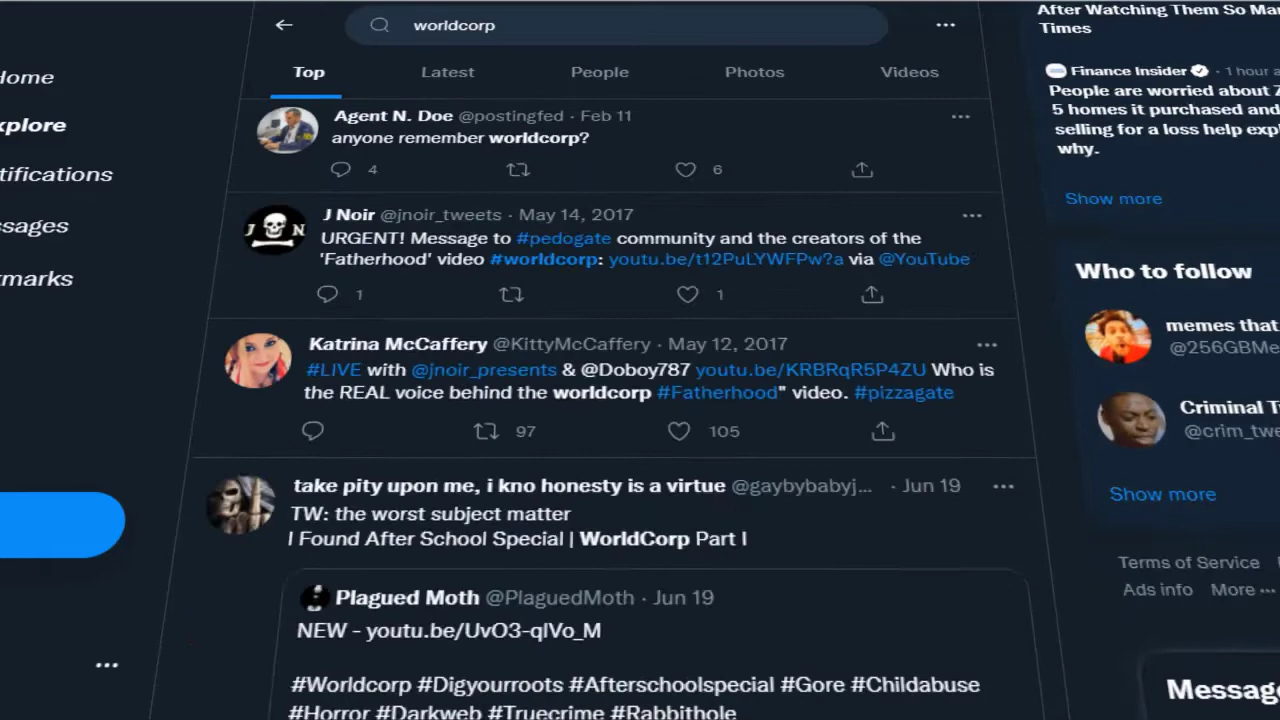 worldcorp
Top Latest People Photos Videos
Home
xplore
tifications
ssages
kmarks
Agent N. Doe @postingfed · Feb 11
anyone remember worldcorp?
4 6
J Noir @jnoir_tweets · May 14, 2017
URGENT! Message to #pedogate community and the creators of the
'Fatherhood' video #worldcorp: youtu.be/t12PuLYWFPw?a via @YouTube
1 1
Katrina McCaffery @KittyMcCaffery · May 12, 2017
#LIVE with @jnoir_presents & @Doboy787 youtu.be/KRBRqR5P4ZU Who is
the REAL voice behind the worldcorp #Fatherhood" video. #pizzagate
97 105
take pity upon me, i kno honesty is a virtue @gaybybabyj... · Jun 19
TW: the worst subject matter
I Found After School Special | WorldCorp Part I
Plagued Moth @PlaguedMoth · Jun 19
NEW - youtu.be/UvO3-qlVo_M
#Worldcorp #Digyourroots #Afterschoolspecial #Gore #Childabuse
#Horror #Darkweb #Truecrime #Rabbithole
After Watching Them So Man
Times
Finance Insider · 1 hour a
People are worried about Z
5 homes it purchased and
selling for a loss help expl
why.
Show more
Who to follow
memes that
@256GBMe
Criminal T
@crim_twe
Show more
Terms of Service
Ads info More ...
Message